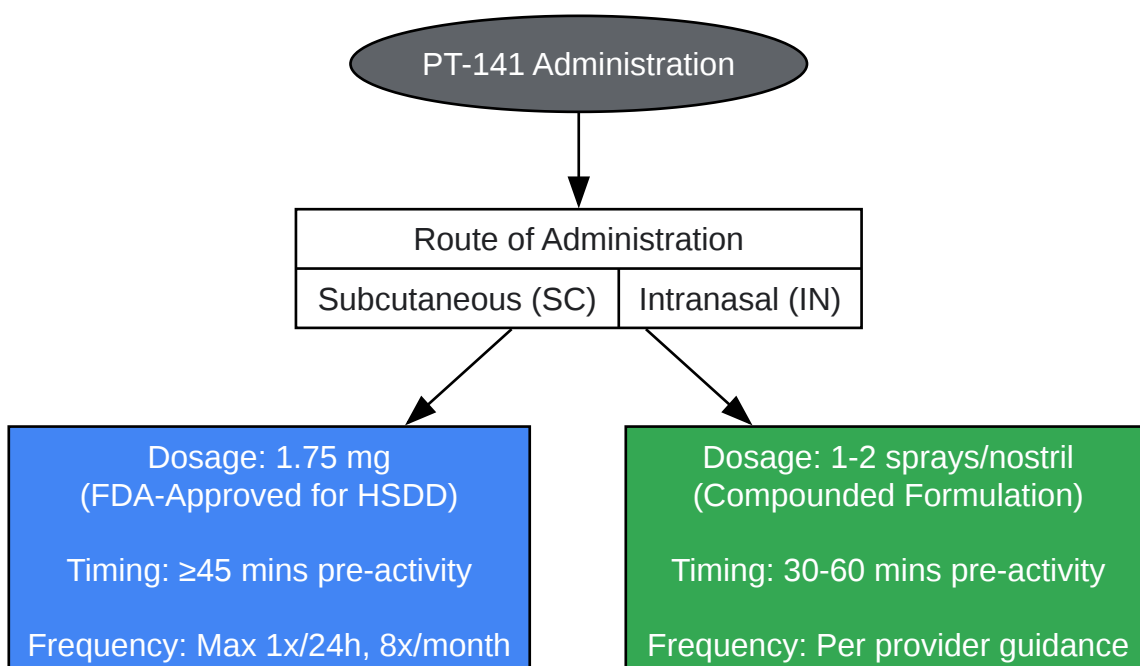 PT-141 Administration
Route of Administration
Subcutaneous (SC)
Intranasal (IN)
Dosage: 1.75 mg
(FDA-Approved for HSDD)
Timing: ≥45 mins pre-activity
Frequency: Max 1x/24h, 8x/month
Dosage: 1-2 sprays/nostril
(Compounded Formulation)
Timing: 30-60 mins pre-activity
Frequency: Per provider guidance